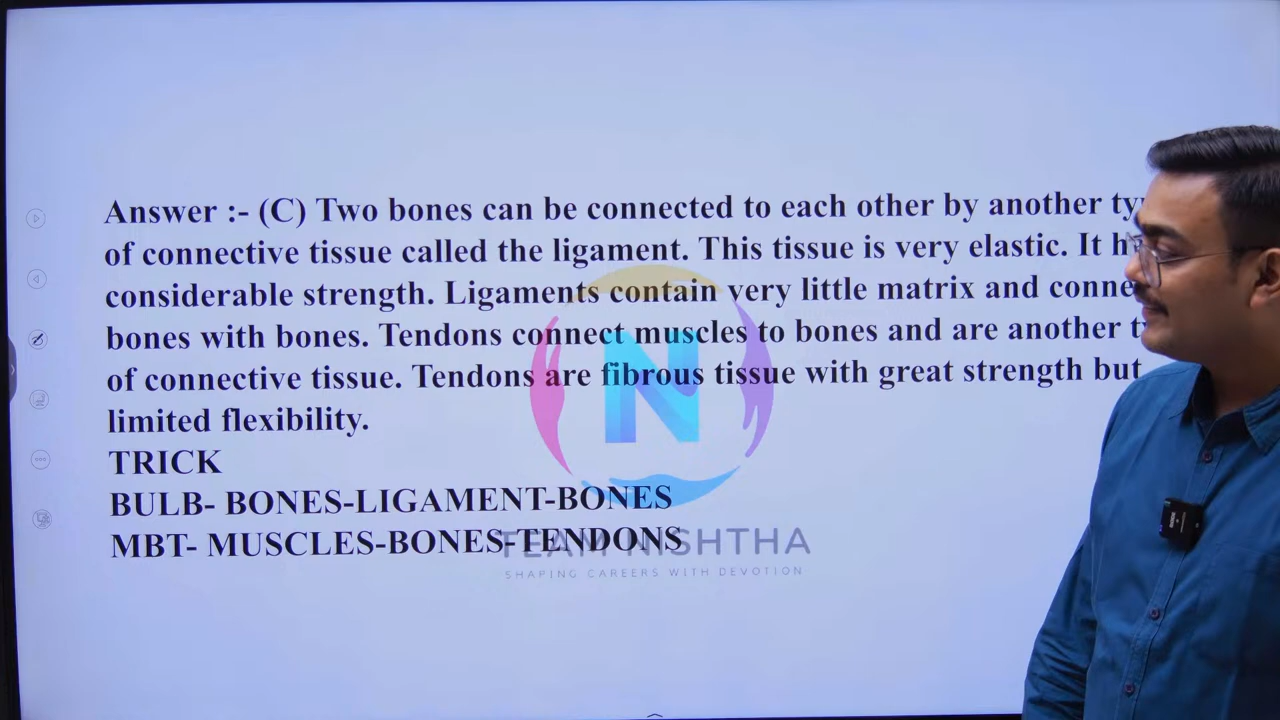 Answer :- (C) Two bones can be connected to each other by another
of connective tissue called the ligament. This tissue is very elastic. It
considerable strength. Ligaments contain very little matrix and
bones with bones. Tendons connect muscles to bones and are another
of connective tissue. Tendons are fibrous tissue with great strength but
limited flexibility.
TRICK
BULB- BONES-LIGAMENT-BONES
MBT- MUSCLES-BONES-TENDONS
N
TEAM NISHTHA
SHAPING CAREERS WITH DEVOTION